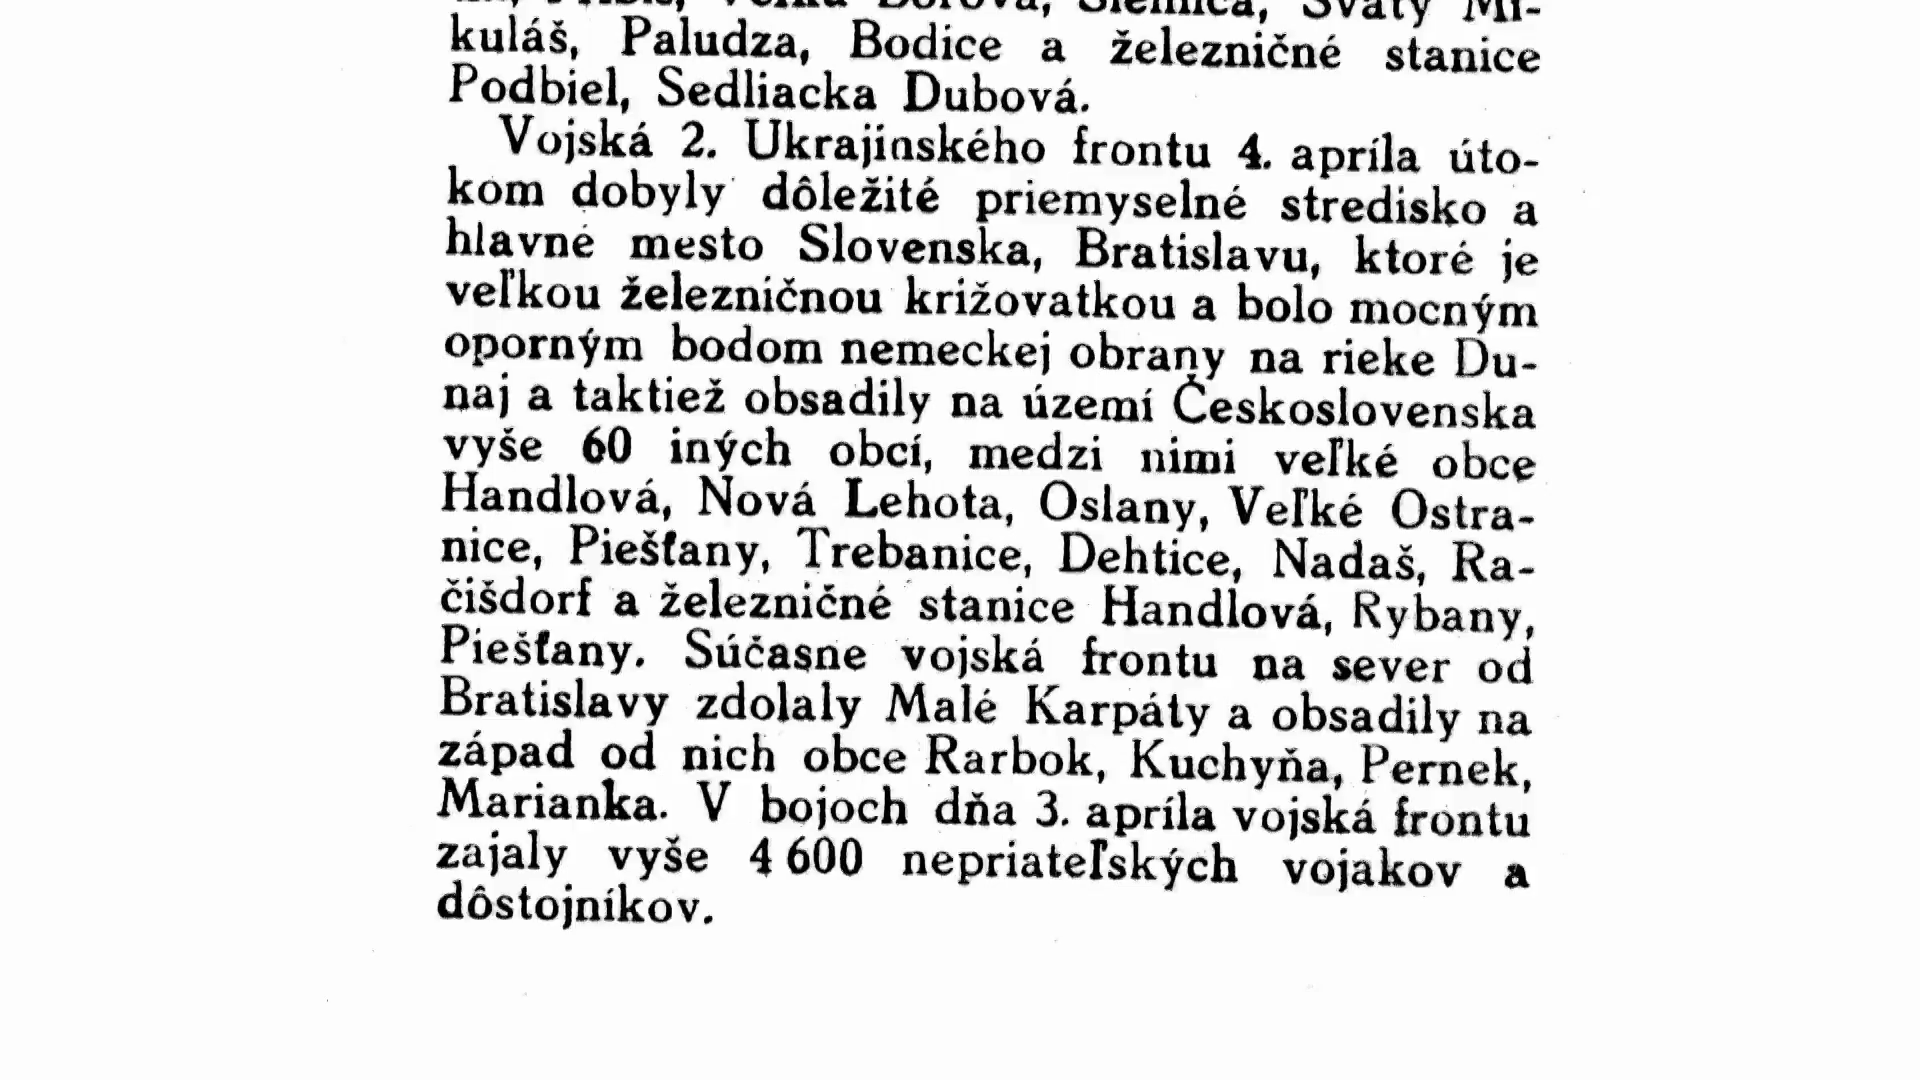 Svätý Mi-
kuláš, Paludza, Bodice a železničné stanice
Podbiel, Sedliacka Dubová.
Vojská 2. Ukrajinského frontu 4. apríla úto-
kom dobyly dôležité priemyselné stredisko a
hlavné mesto Slovenska, Bratislavu, ktoré je
veľkou železničnou križovatkou a bolo mocným
oporným bodom nemeckej obrany na rieke Du-
naj a taktiež obsadily na území Československa
vyše 60 iných obcí, medzi nimi veľké obce
Handlová, Nová Lehota, Oslany, Veľké Ostra-
nice, Piešťany, Trebanice, Dehtice, Nadaš, Ra-
čišdorf a železničné stanice Handlová, Rybany,
Piešťany. Súčasne vojská frontu na sever od
Bratislavy zdolaly Malé Karpáty a obsadily na
západ od nich obce Rarbok, Kuchyňa, Pernek,
Marianka. V bojoch dňa 3. apríla vojská frontu
zajaly vyše 4 600 nepriateľských vojakov a
dôstojníkov.